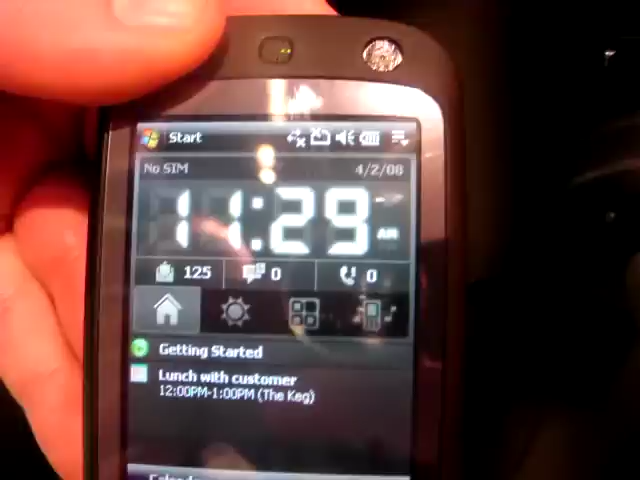 Start
No SIM 4/2/08
11:29 AM
125 0 0
Getting Started
Lunch with customer
12:00PM-1:00PM (The Keg)